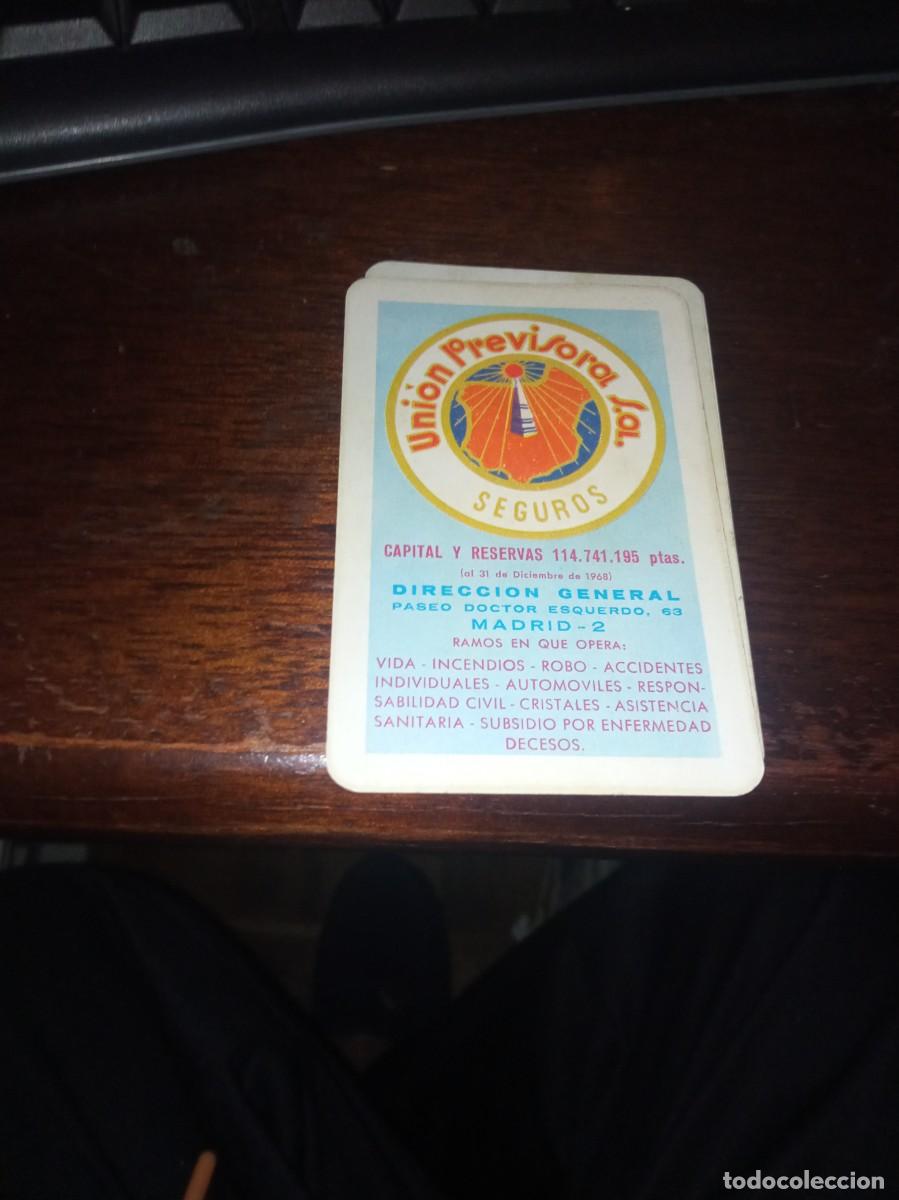 Unión Previsora S.a.
SEGUROS
CAPITAL Y RESERVAS 114.741.195 ptas.
(al 31 de Diciembre de 1968)
DIRECCION GENERAL
PASEO DOCTOR ESQUERDO, 63
MADRID - 2
RAMOS EN QUE OPERA:
VIDA - INCENDIOS - ROBO - ACCIDENTES
INDIVIDUALES - AUTOMOVILES - RESPON-
SABILIDAD CIVIL - CRISTALES - ASISTENCIA
SANITARIA - SUBSIDIO POR ENFERMEDAD
DECESOS.
todocoleccion